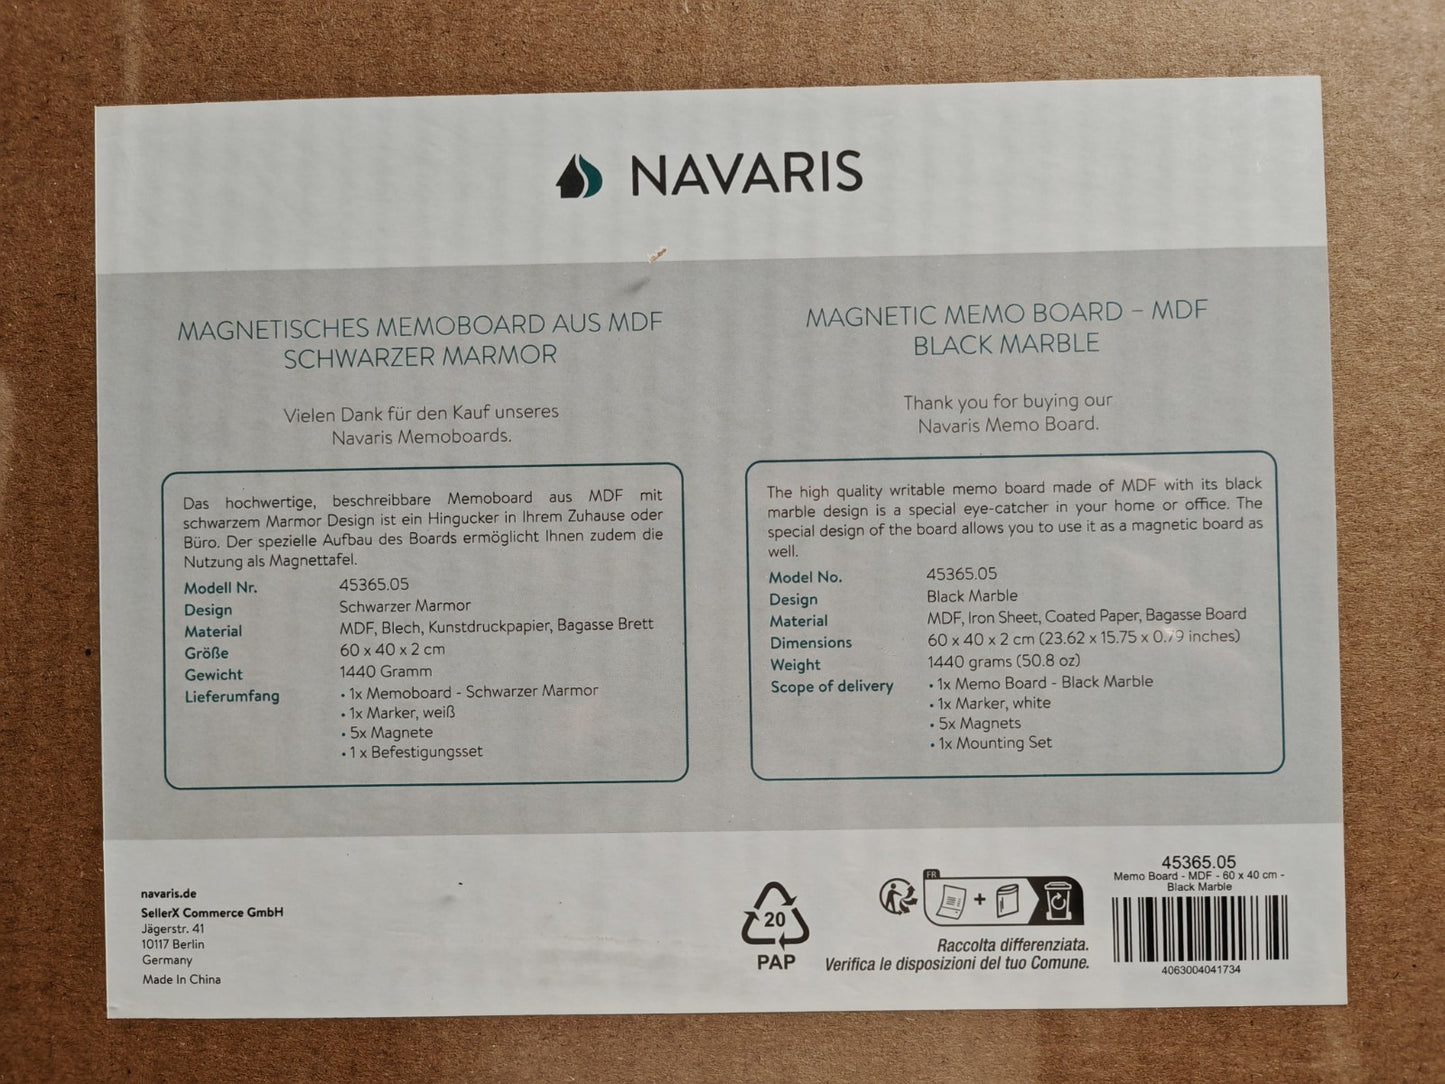 NAVARIS
MAGNETISCHES MEMOBOARD AUS MDF
SCHWARZER MARMOR
Vielen Dank für den Kauf unseres
Navaris Memoboards.
Das hochwertige, beschreibbare Memoboard aus MDF mit
schwarzem Marmor Design ist ein Hingucker in Ihrem Zuhause oder
Büro. Der spezielle Aufbau des Boards ermöglicht Ihnen zudem die
Nutzung als Magnettafel.
Modell Nr. 45365.05
Design Schwarzer Marmor
Material MDF, Blech, Kunstdruckpapier, Bagasse Brett
Größe 60 x 40 x 2 cm
Gewicht 1440 Gramm
Lieferumfang • 1x Memoboard - Schwarzer Marmor
• 1x Marker, weiß
• 5x Magnete
• 1 x Befestigungsset
MAGNETIC MEMO BOARD – MDF
BLACK MARBLE
Thank you for buying our
Navaris Memo Board.
The high quality writable memo board made of MDF with its black
marble design is a special eye-catcher in your home or office. The
special design of the board allows you to use it as a magnetic board as
well.
Model No. 45365.05
Design Black Marble
Material MDF, Iron Sheet, Coated Paper, Bagasse Board
Dimensions 60 x 40 x 2 cm (23.62 x 15.75 x 0.79 inches)
Weight 1440 grams (50.8 oz)
Scope of delivery • 1x Memo Board - Black Marble
• 1x Marker, white
• 5x Magnets
• 1x Mounting Set
navaris.de
SellerX Commerce GmbH
Jägerstr. 41
10117 Berlin
Germany
Made In China
20
PAP
FR
+
Raccolta differenziata.
Verifica le disposizioni del tuo Comune.
45365.05
Memo Board - MDF - 60 x 40 cm -
Black Marble
4063004041734